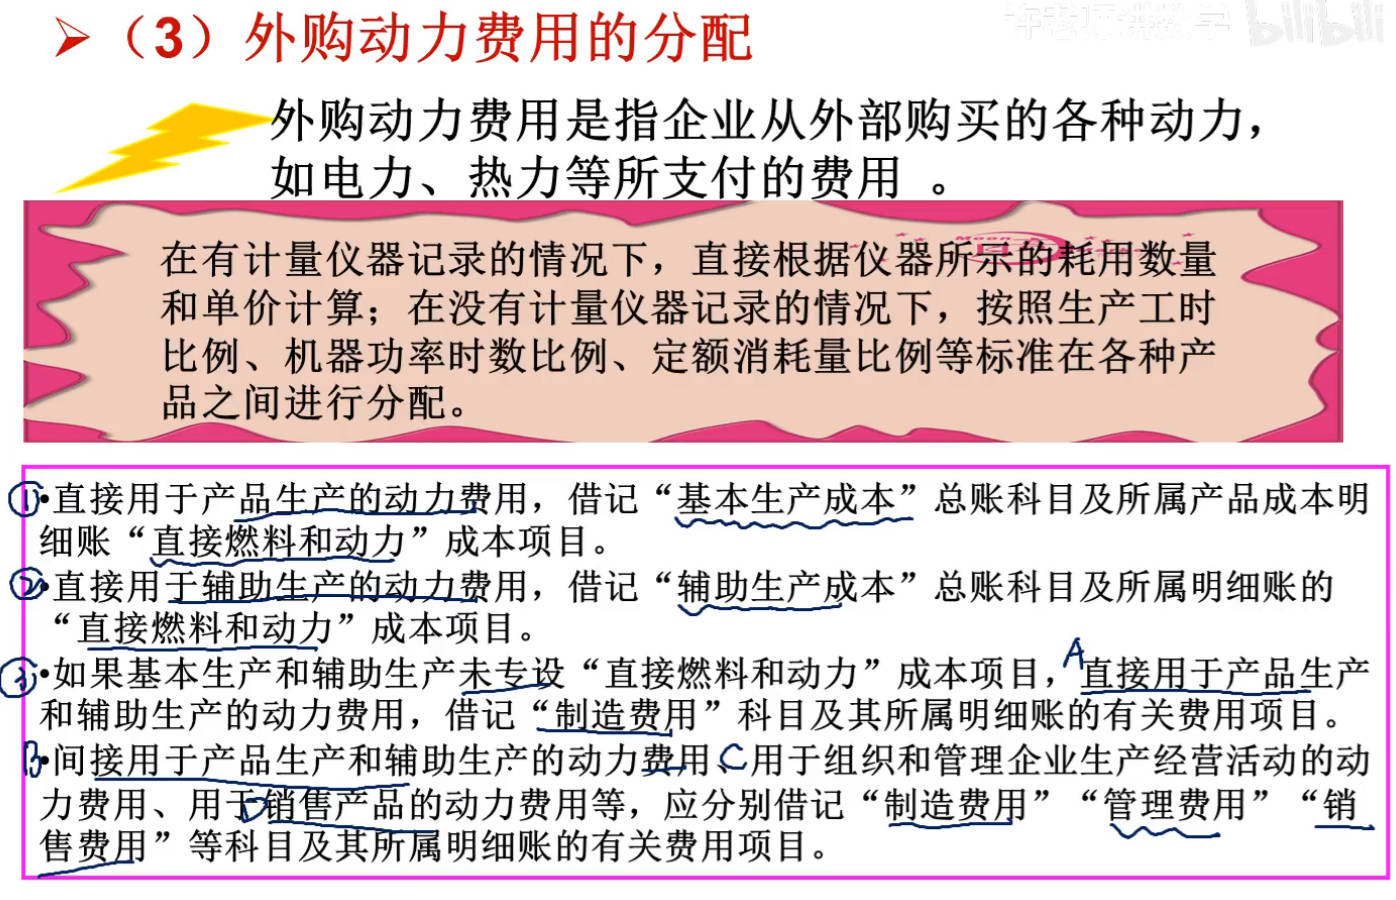 许老师讲数学 bilibili
（3）外购动力费用的分配
外购动力费用是指企业从外部购买的各种动力，
如电力、热力等所支付的费用 。
在有计量仪器记录的情况下，直接根据仪器所示的耗用数量
和单价计算；在没有计量仪器记录的情况下，按照生产工时
比例、机器功率时数比例、定额消耗量比例等标准在各种产
品之间进行分配。
①•直接用于产品生产的动力费用，借记“基本生产成本”总账科目及所属产品成本明
细账“直接燃料和动力”成本项目。
②•直接用于辅助生产的动力费用，借记“辅助生产成本”总账科目及所属明细账的
“直接燃料和动力”成本项目。
③•如果基本生产和辅助生产未专设“直接燃料和动力”成本项目，A直接用于产品生产
和辅助生产的动力费用，借记“制造费用”科目及其所属明细账的有关费用项目。
B•间接用于产品生产和辅助生产的动力费用、C用于组织和管理企业生产经营活动的动
力费用、用于D销售产品的动力费用等，应分别借记“制造费用”“管理费用”“销
售费用”等科目及其所属明细账的有关费用项目。